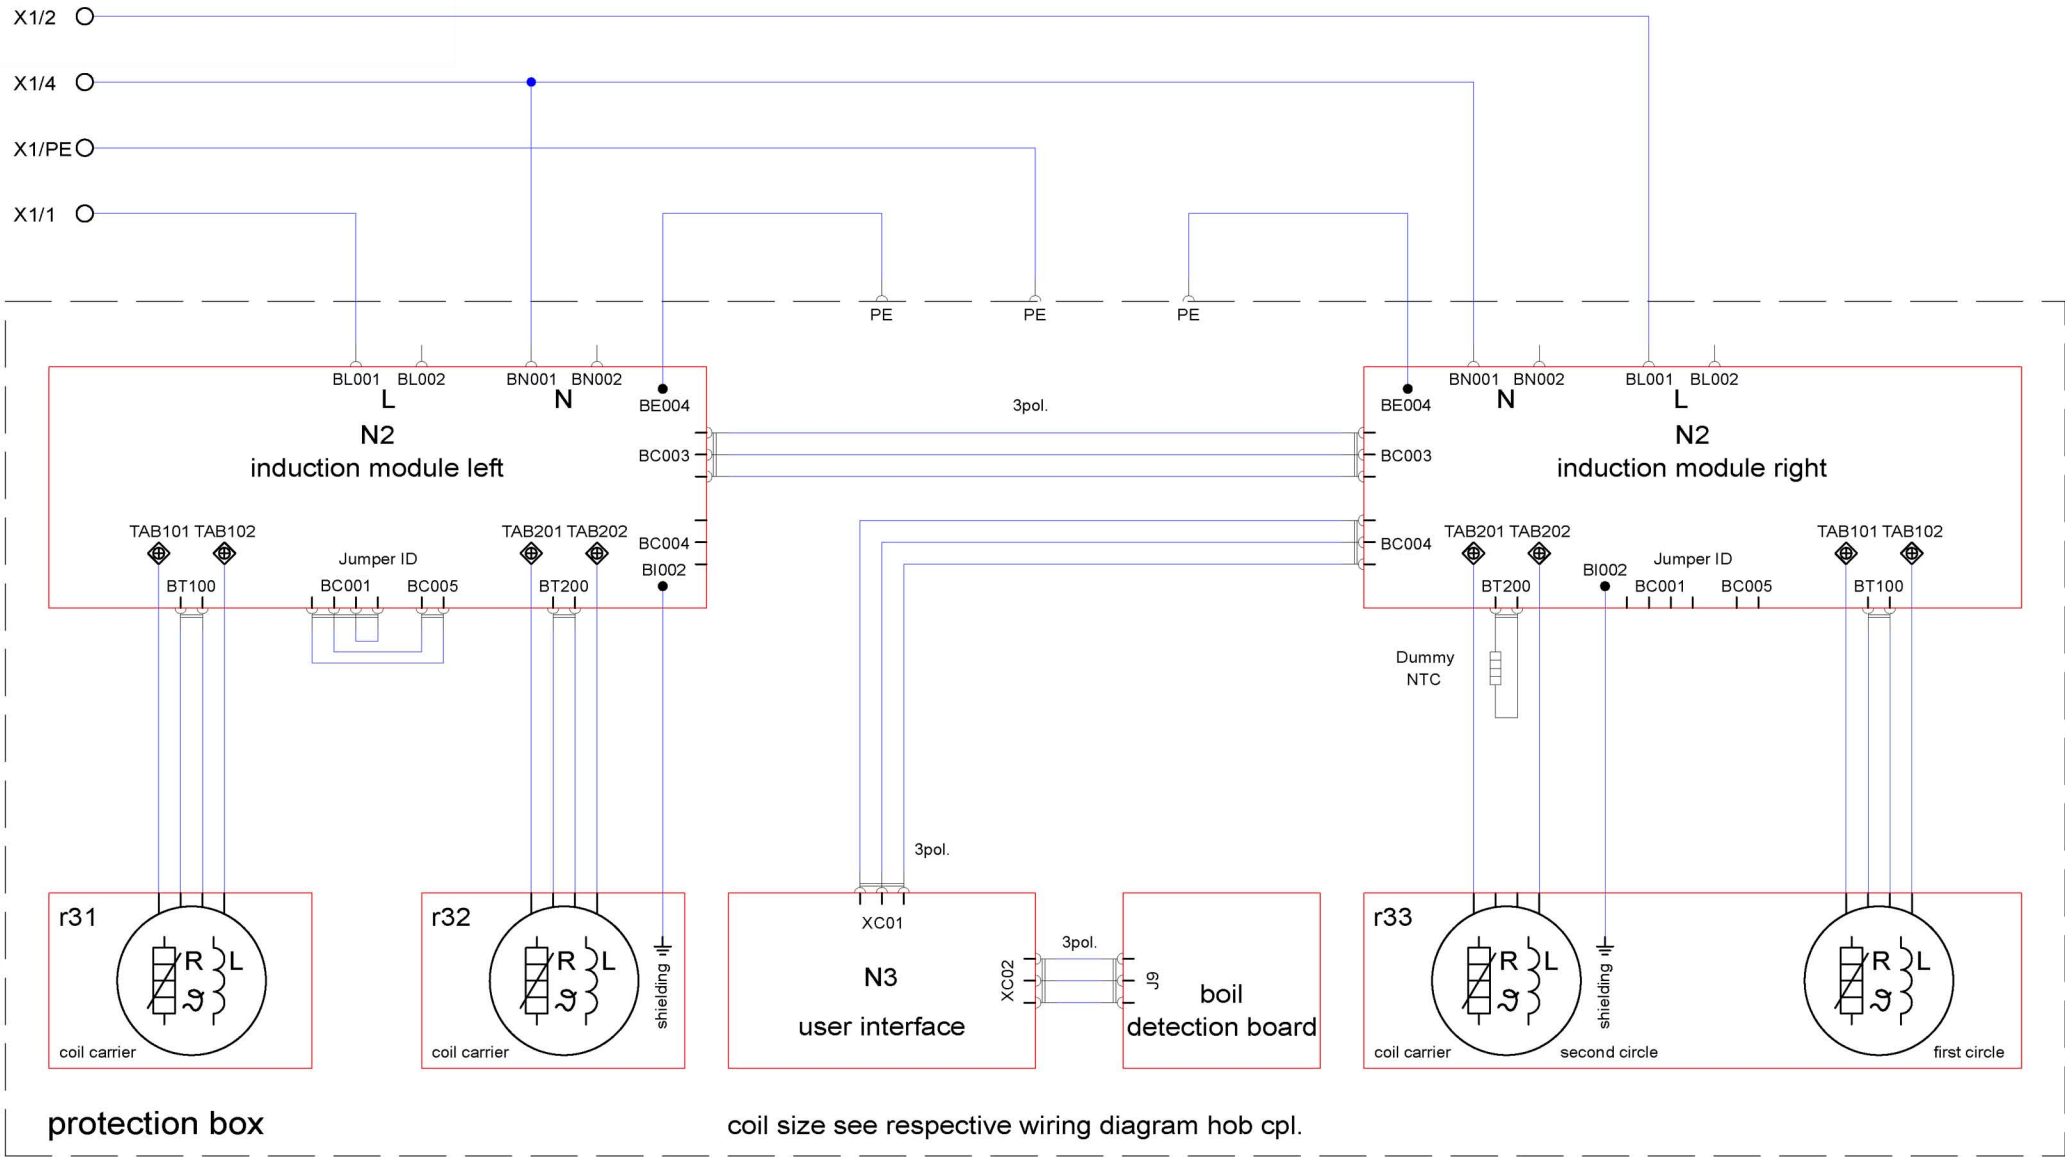 X1/2
X1/4
X1/PE
X1/1
PE PE PE
BL001 BL002 BN001 BN002
L N
N2
induction module left
BE004
BC003
BC004
BI002
TAB101 TAB102
BT100
Jumper ID
BC001 BC005
TAB201 TAB202
BT200
3pol.
BN001 BN002 BL001 BL002
N L
N2
induction module right
BE004
BC003
BC004
TAB201 TAB202
BT200
BI002
Jumper ID
BC001 BC005
TAB101 TAB102
BT100
Dummy
NTC
3pol.
r31
R L
ϑ
coil carrier
r32
R L
ϑ
coil carrier
shielding
XC01
N3
user interface
XC02
3pol.
J9
boil
detection board
r33
R L
ϑ
coil carrier
shielding
second circle
R L
ϑ
first circle
protection box
coil size see respective wiring diagram hob cpl.